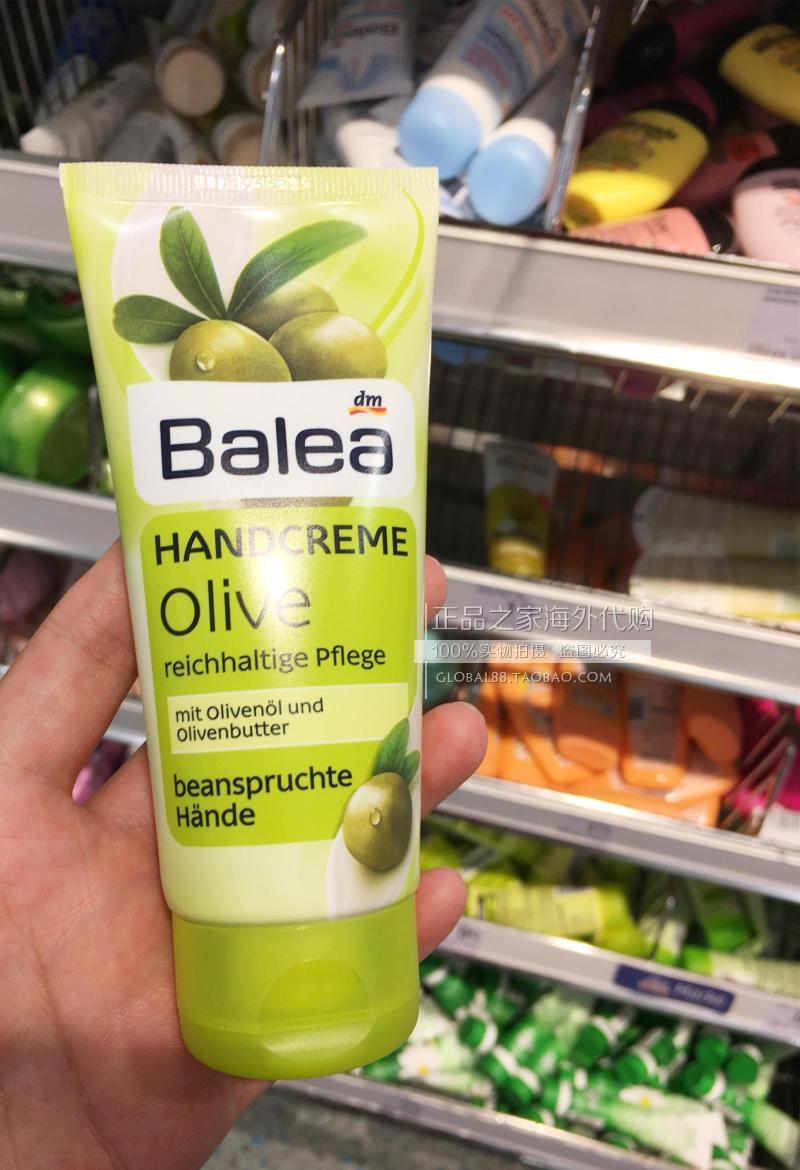 dm
Balea
HANDCREME
Olive
reichhaltige Pflege
mit Olivenöl und
Olivenbutter
beanspruchte
Hände
正品之家海外代购
100%实物拍摄 盗图必究
GLOBAL88.TAOBAO.COM